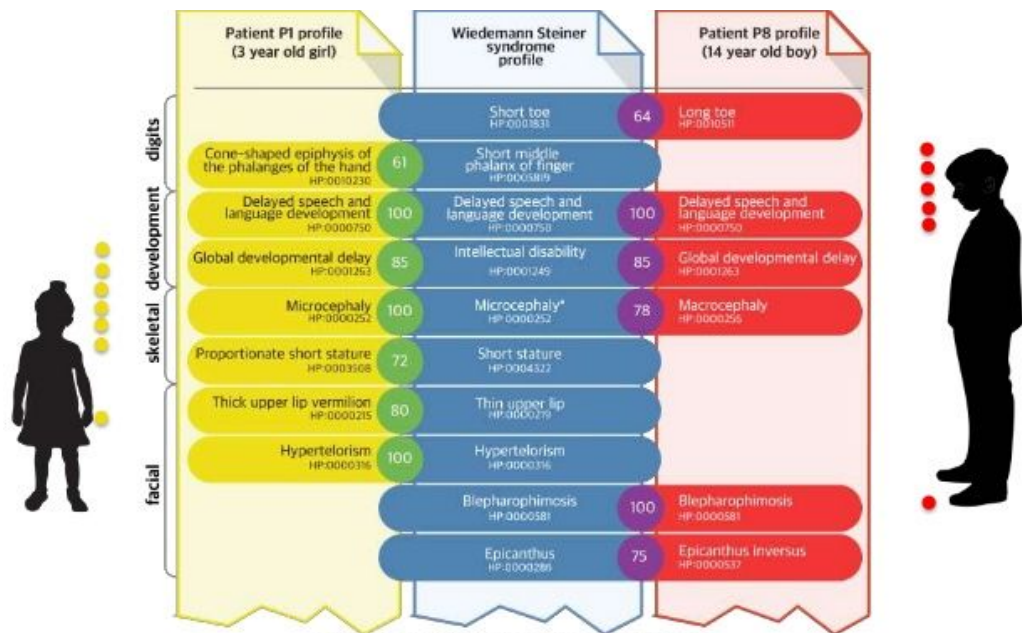 Patient P1 profile
(3 year old girl)
Wiedemann Steiner
syndrome
profile
Patient P8 profile
(14 year old boy)
digits
Short toe
HP:0001831
64
Long toe
HP:0010511
Cone-shaped epiphysis of
the phalanges of the hand
HP:0010230
61
Short middle
phalanx of finger
HP:0005819
development
Delayed speech and
language development
HP:0000750
100
Delayed speech and
language development
HP:0000750
100
Delayed speech and
language development
HP:0000750
Global developmental delay
HP:0001263
85
Intellectual disability
HP:0001249
85
Global developmental delay
HP:0001263
skeletal
Microcephaly
HP:0000252
100
Microcephaly*
HP:0000252
78
Macrocephaly
HP:0000256
Proportionate short stature
HP:0003508
72
Short stature
HP:0004322
facial
Thick upper lip vermilion
HP:0000215
80
Thin upper lip
HP:0000219
Hypertelorism
HP:0000316
100
Hypertelorism
HP:0000316
Blepharophimosis
HP:0000581
100
Blepharophimosis
HP:0000581
Epicanthus
HP:0000286
75
Epicanthus inversus
HP:0000537